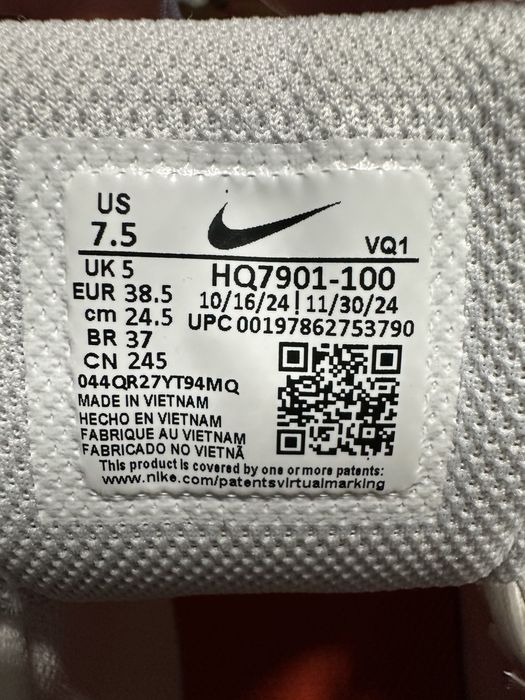 US
7.5
VQ1
UK 5
EUR 38.5
cm 24.5
BR 37
CN 245
HQ7901-100
10/16/24 | 11/30/24
UPC 00197862753790
044QR27YT94MQ
MADE IN VIETNAM
HECHO EN VIETNAM
FABRIQUE AU VIETNAM
FABRICADO NO VIETNÃ
This product is covered by one or more patents:
www.nike.com/patentsvirtualmarking